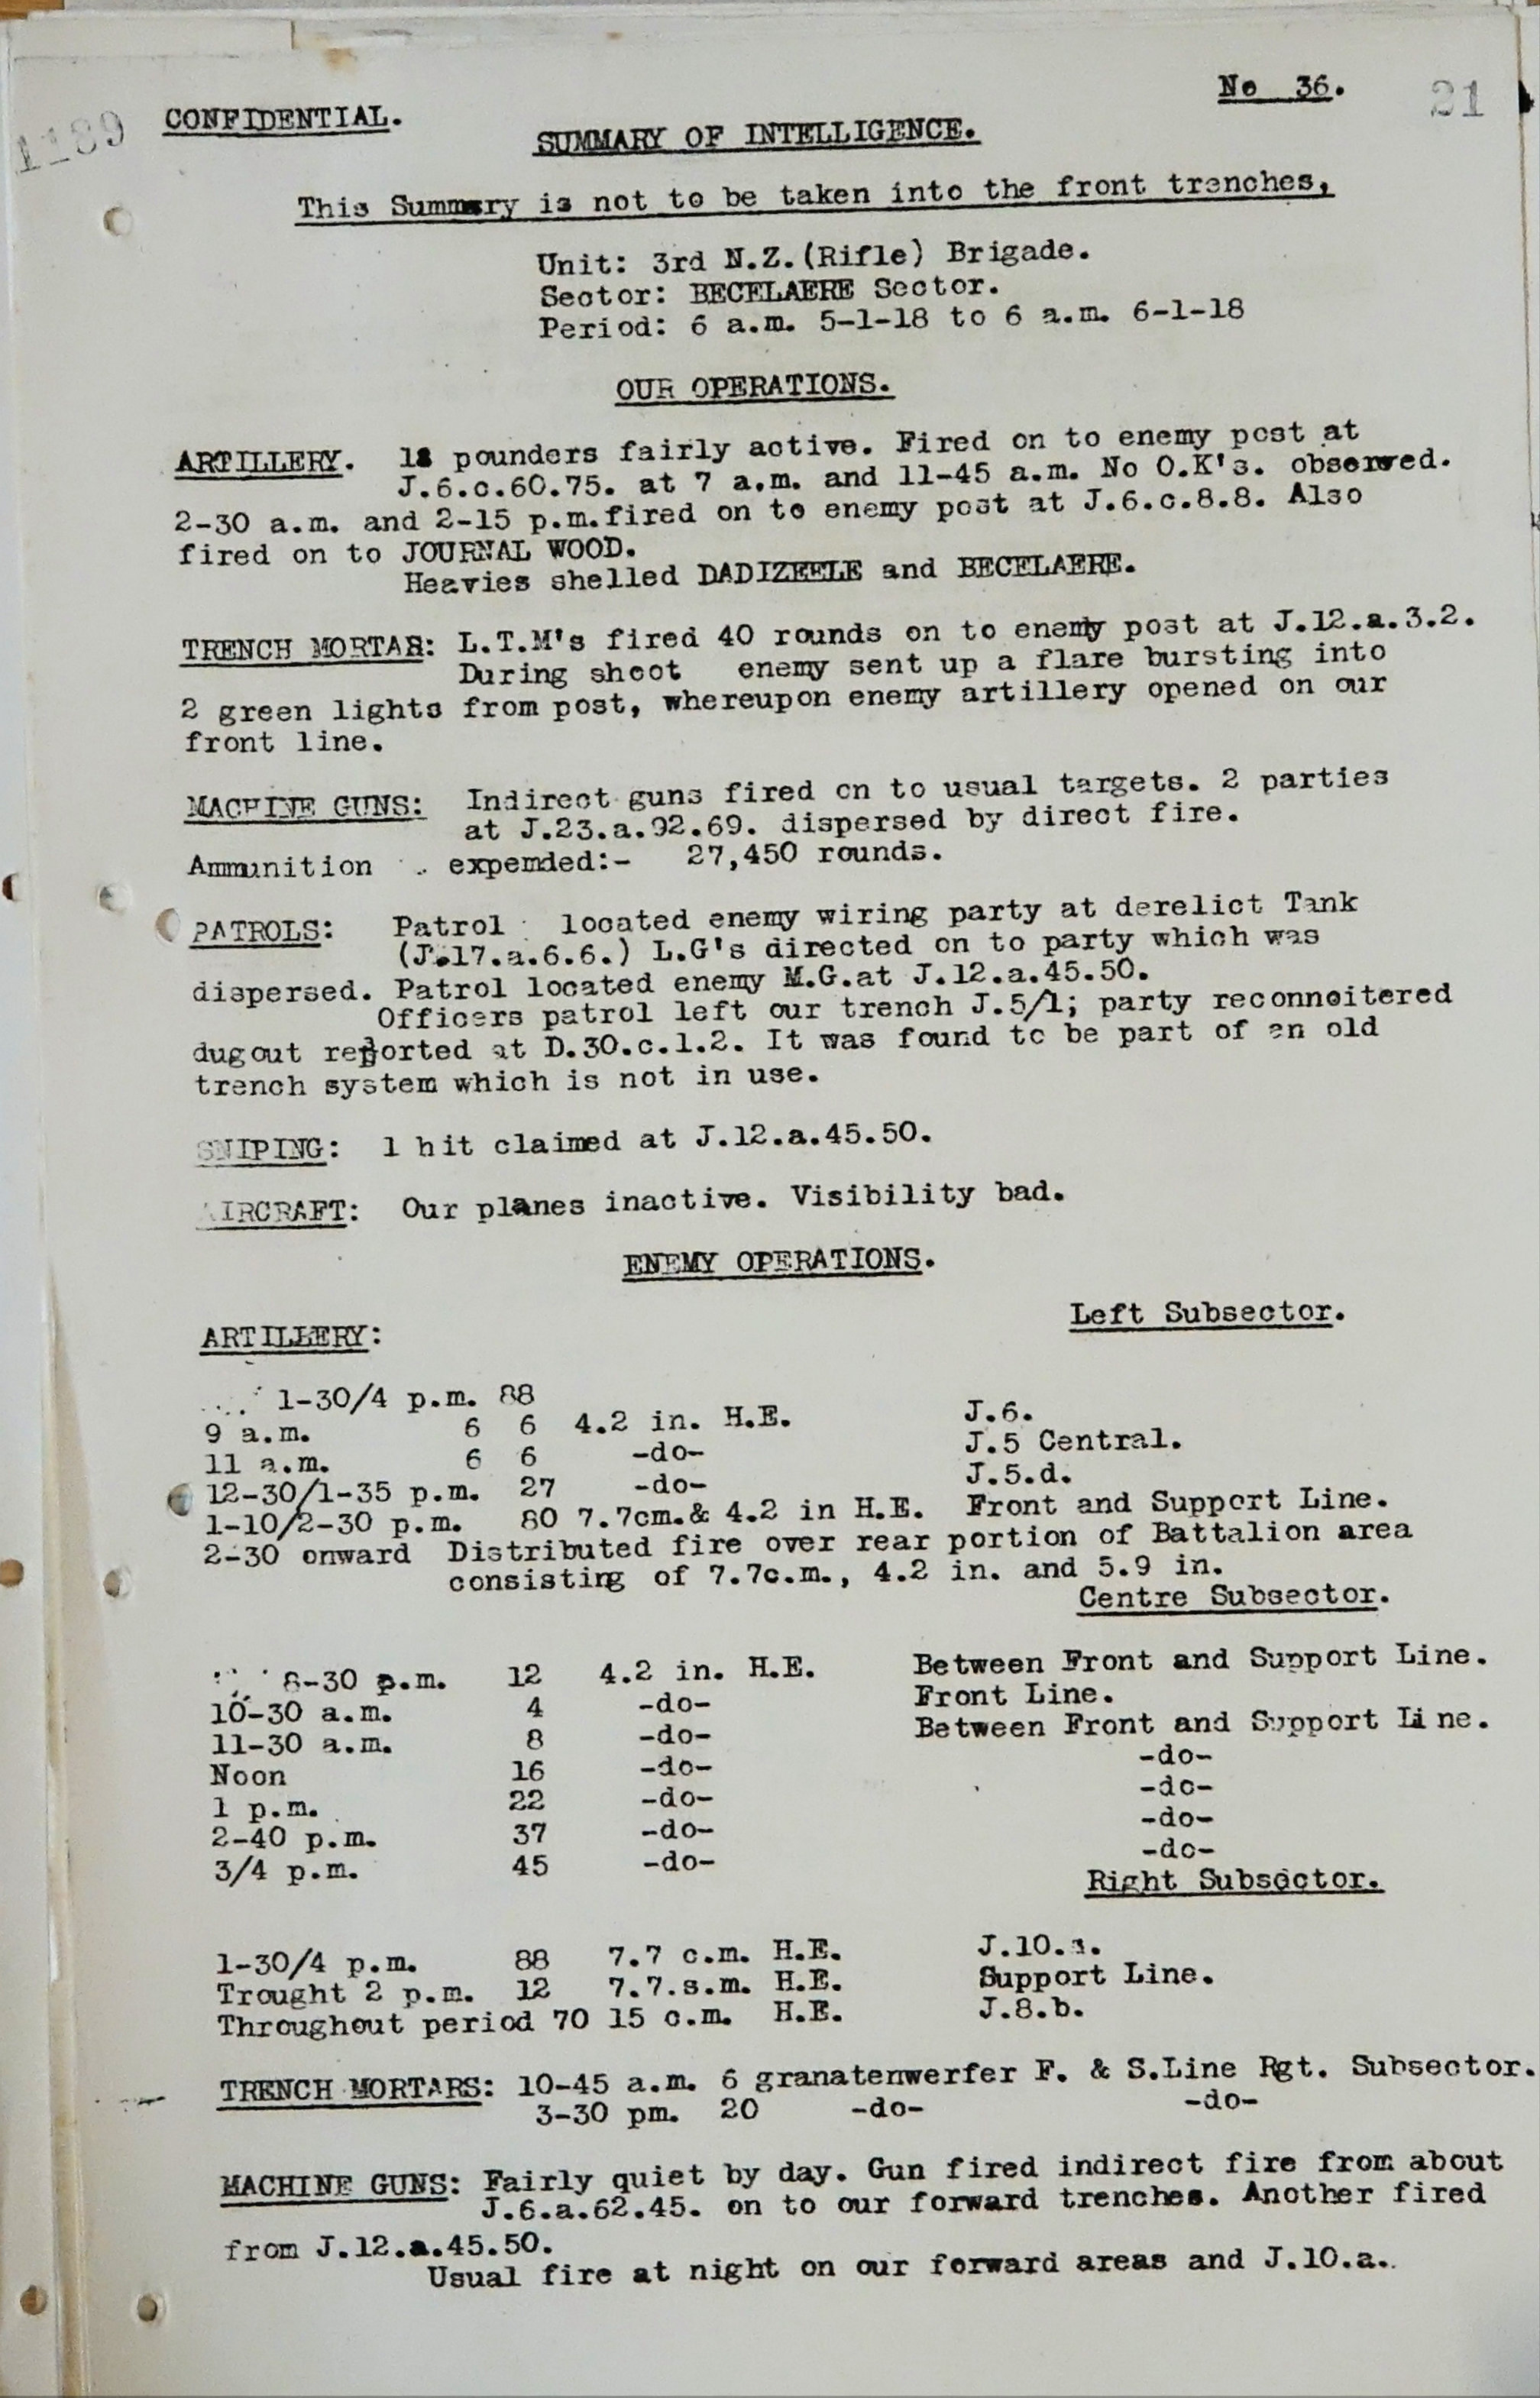 No 36.
21
1189
CONFIDENTIAL.
SUMMARY OF INTELLIGENCE.
This Summary is not to be taken into the front trenches,
Unit: 3rd N.Z.(Rifle) Brigade.
Sector: BECELAERE Sector.
Period: 6 a.m. 5-1-18 to 6 a.m. 6-1-18
OUR OPERATIONS.
ARTILLERY. 18 pounders fairly active. Fired on to enemy post at
J.6.c.60.75. at 7 a.m. and 11-45 a.m. No O.K's. observed.
2-30 a.m. and 2-15 p.m.fired on to enemy post at J.6.c.8.8. Also
fired on to JOURNAL WOOD.
Heavies shelled DADIZEELE and BECELAERE.
TRENCH MORTAR: L.T.M's fired 40 rounds on to enemy post at J.12.a.3.2.
During shoot enemy sent up a flare bursting into
2 green lights from post, whereupon enemy artillery opened on our
front line.
MACHINE GUNS: Indirect guns fired on to usual targets. 2 parties
at J.23.a.92.69. dispersed by direct fire.
Ammunition expemded:- 27,450 rounds.
PATROLS: Patrol located enemy wiring party at derelict Tank
(J.17.a.6.6.) L.G's directed on to party which was
dispersed. Patrol located enemy M.G.at J.12.a.45.50.
Officers patrol left our trench J.5/1; party reconnoitered
dugout reported at D.30.c.1.2. It was found to be part of an old
trench system which is not in use.
SNIPING: 1 hit claimed at J.12.a.45.50.
AIRCRAFT: Our planes inactive. Visibility bad.
ENEMY OPERATIONS.
Left Subsector.
ARTILLERY:
1-30/4 p.m. 88
9 a.m. 6 6 4.2 in. H.E. J.6.
11 a.m. 6 6 -do- J.5 Central.
12-30/1-35 p.m. 27 -do- J.5.d.
1-10/2-30 p.m. 80 7.7cm.& 4.2 in H.E. Front and Support Line.
2-30 onward Distributed fire over rear portion of Battalion area
consisting of 7.7c.m., 4.2 in. and 5.9 in.
Centre Subsector.
8-30 p.m. 12 4.2 in. H.E. Between Front and Support Line.
10-30 a.m. 4 -do- Front Line.
11-30 a.m. 8 -do- Between Front and Support Line.
Noon 16 -do- -do-
1 p.m. 22 -do- -do-
2-40 p.m. 37 -do- -do-
3/4 p.m. 45 -do- -do-
Right Subsector.
1-30/4 p.m. 88 7.7 c.m. H.E. J.10.a.
Trought 2 p.m. 12 7.7.s.m. H.E. Support Line.
Throughout period 70 15 c.m. H.E. J.8.b.
TRENCH MORTARS: 10-45 a.m. 6 granatenwerfer F. & S.Line Rgt. Subsector.
3-30 pm. 20 -do- -do-
MACHINE GUNS: Fairly quiet by day. Gun fired indirect fire from about
J.6.a.62.45. on to our forward trenches. Another fired
from J.12.a.45.50.
Usual fire at night on our forward areas and J.10.a.